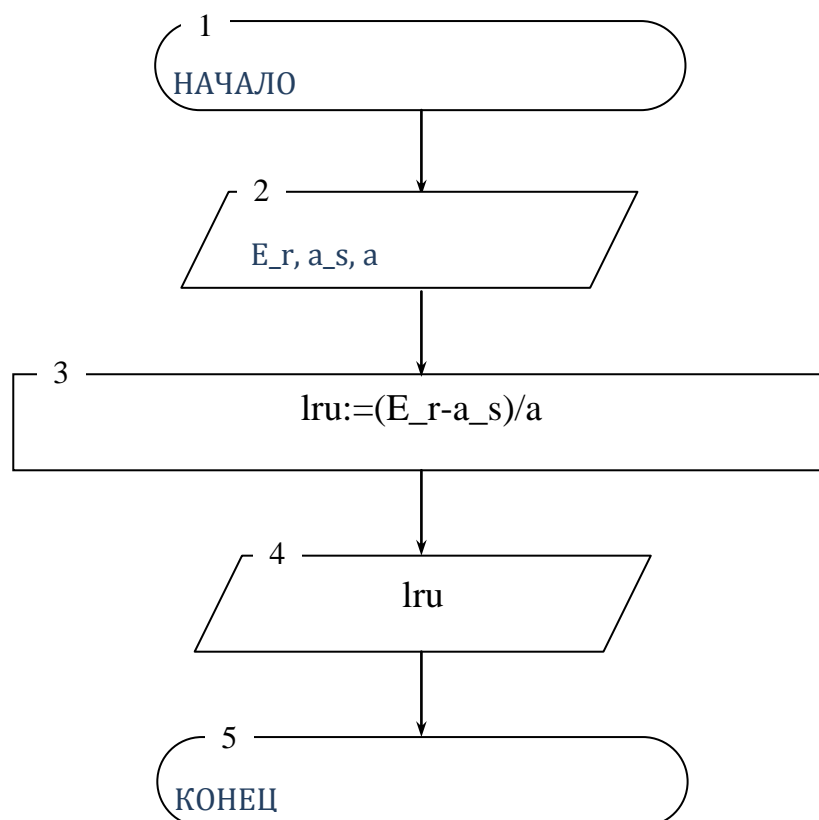 1
НАЧАЛО
2
E_r, a_s, a
3
lru:=(E_r-a_s)/a
4
lru
5
КОНЕЦ